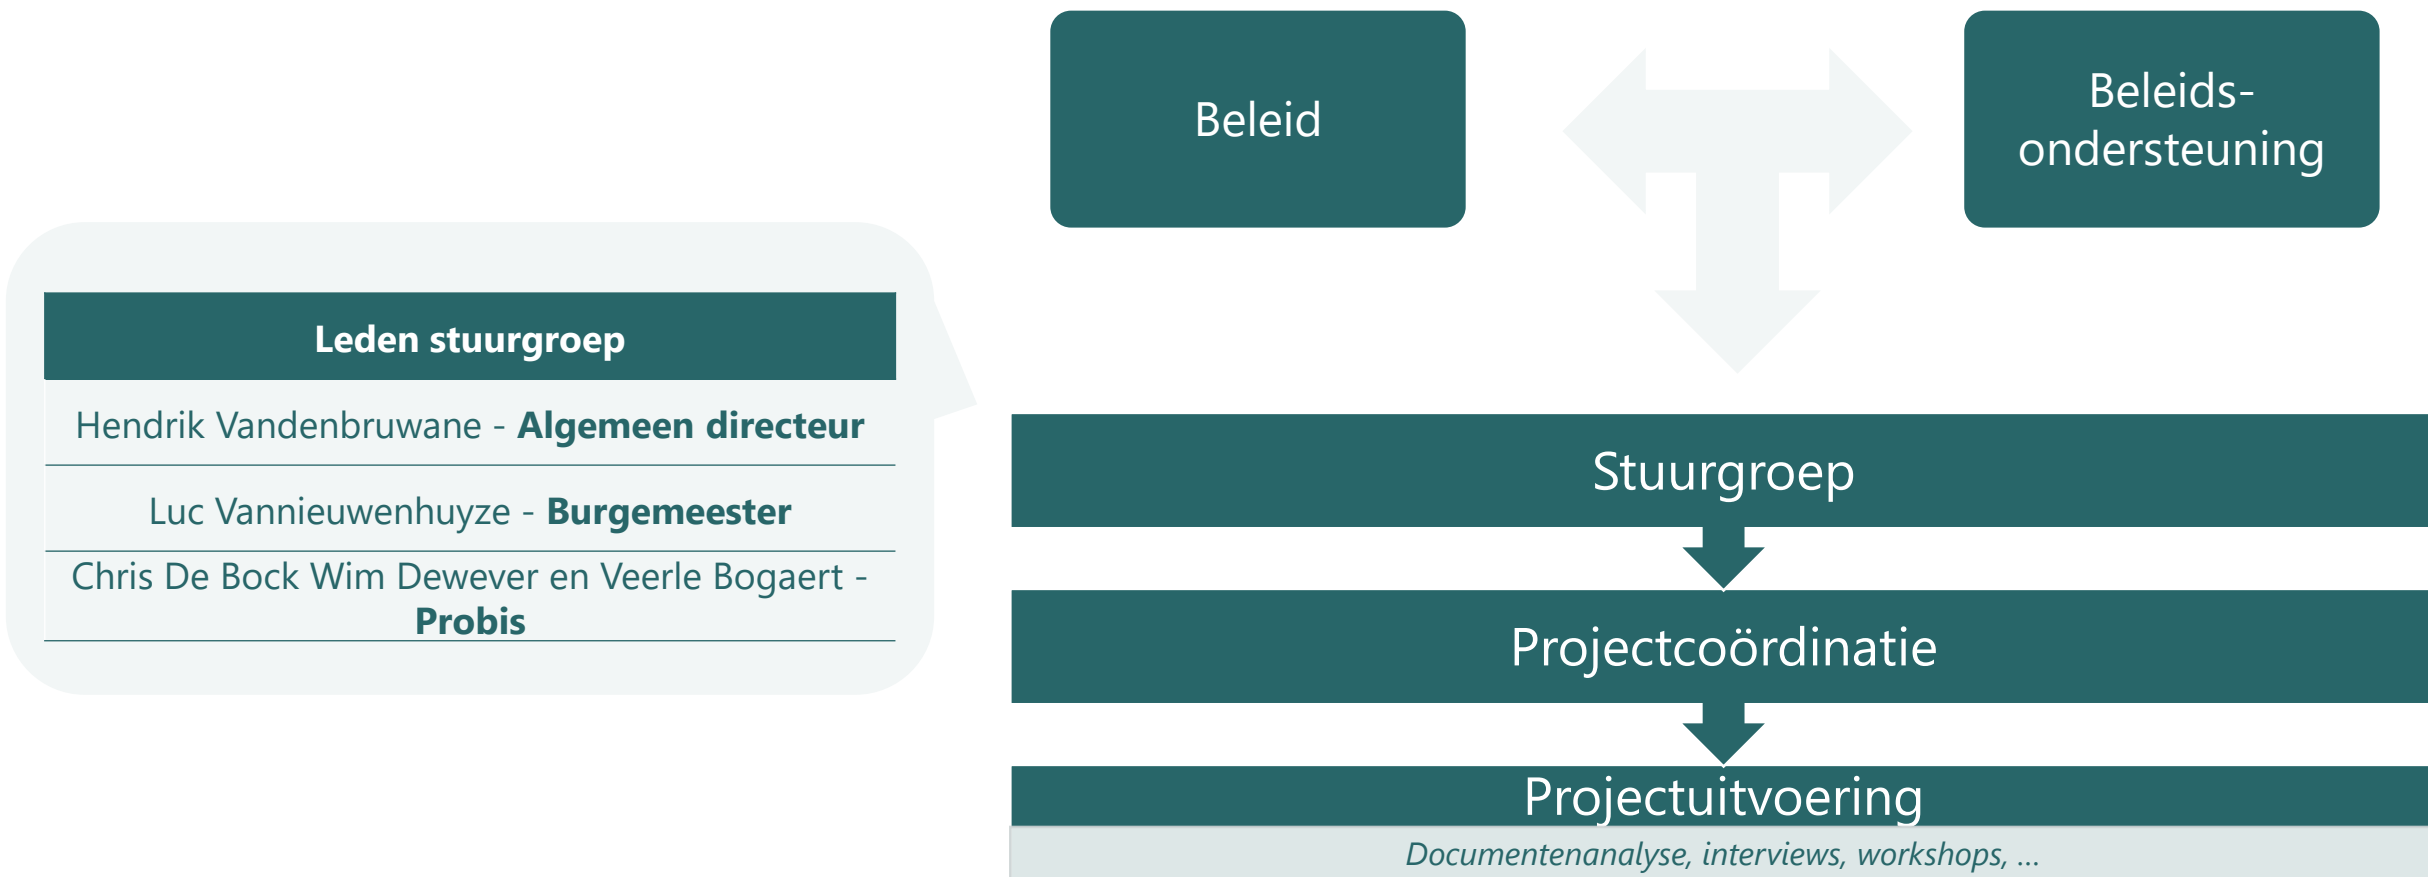 Beleid
Beleids-
ondersteuning
Leden stuurgroep
Hendrik Vandenbruwane - Algemeen directeur
Luc Vannieuwenhuyze - Burgemeester
Chris De Bock Wim Dewever en Veerle Bogaert -
Probis
Stuurgroep
Projectcoördinatie
Projectuitvoering
Documentenanalyse, interviews, workshops, ...